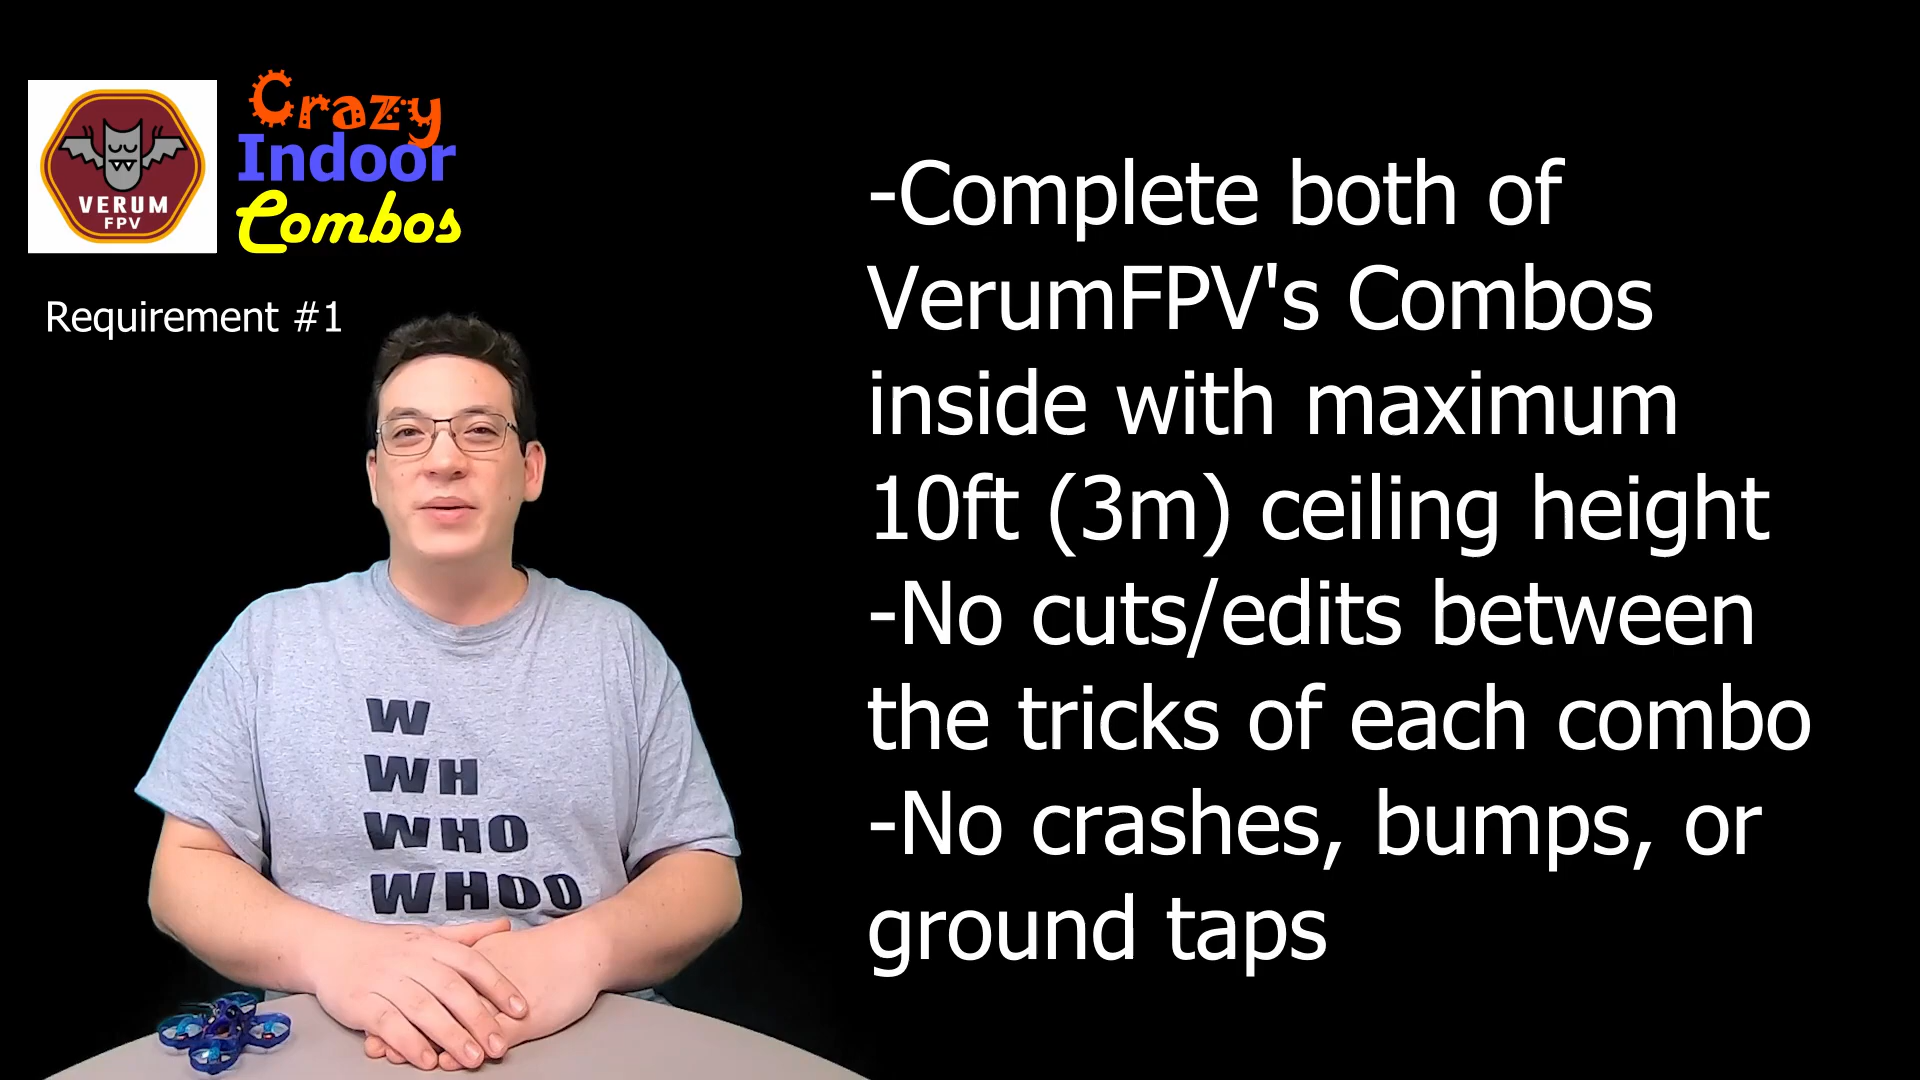 Crazy
Indoor
Combos
VERUM
FPV
Requirement #1
-Complete both of
VerumFPV's Combos
inside with maximum
10ft (3m) ceiling height
-No cuts/edits between
the tricks of each combo
-No crashes, bumps, or
ground taps
W
WH
WHO
WHOO